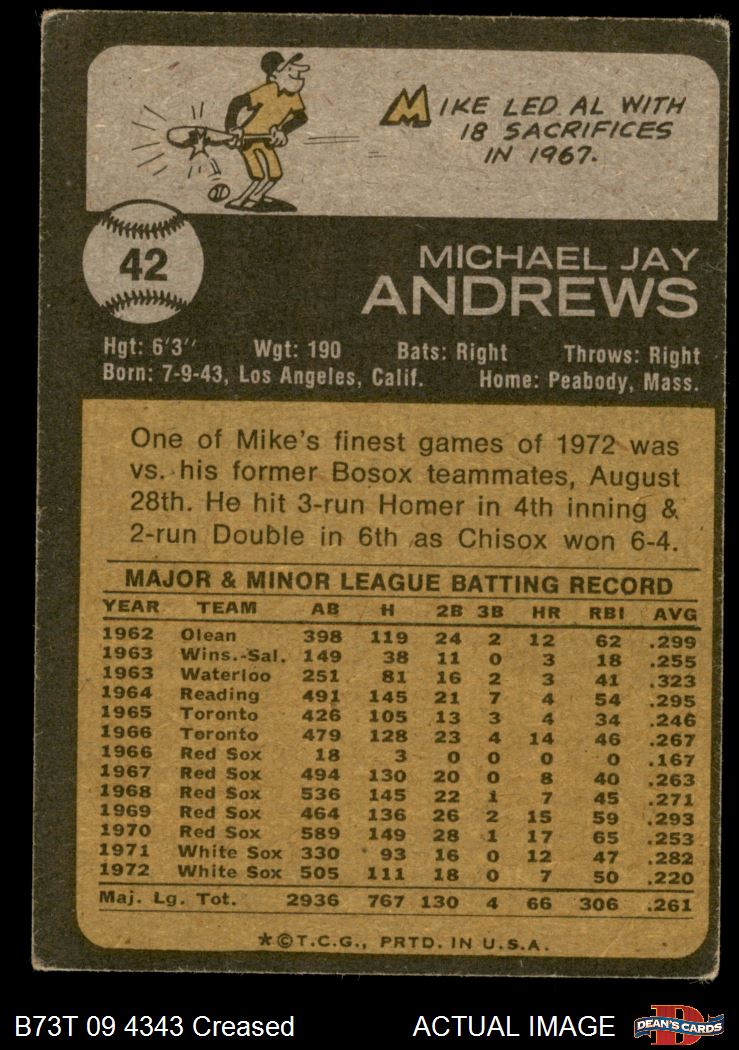 MIKE LED AL WITH
18 SACRIFICES
IN 1967.
42
MICHAEL JAY
ANDREWS
Hgt: 6'3'' Wgt: 190 Bats: Right Throws: Right
Born: 7-9-43, Los Angeles, Calif. Home: Peabody, Mass.
One of Mike's finest games of 1972 was
vs. his former Bosox teammates, August
28th. He hit 3-run Homer in 4th inning &
2-run Double in 6th as Chisox won 6-4.
MAJOR & MINOR LEAGUE BATTING RECORD
YEAR TEAM AB H 2B 3B HR RBI AVG
1962 Olean 398 119 24 2 12 62 .299
1963 Wins.-Sal. 149 38 11 0 3 18 .255
1963 Waterloo 251 81 16 2 3 41 .323
1964 Reading 491 145 21 7 4 54 .295
1965 Toronto 426 105 13 3 4 34 .246
1966 Toronto 479 128 23 4 14 46 .267
1966 Red Sox 18 3 0 0 0 0 .167
1967 Red Sox 494 130 20 0 8 40 .263
1968 Red Sox 536 145 22 1 7 45 .271
1969 Red Sox 464 136 26 2 15 59 .293
1970 Red Sox 589 149 28 1 17 65 .253
1971 White Sox 330 93 16 0 12 47 .282
1972 White Sox 505 111 18 0 7 50 .220
Maj. Lg. Tot. 2936 767 130 4 66 306 .261
*©T.C.G., PRTD. IN U.S.A.
B73T 09 4343 Creased ACTUAL IMAGE
DEAN'S CARDS